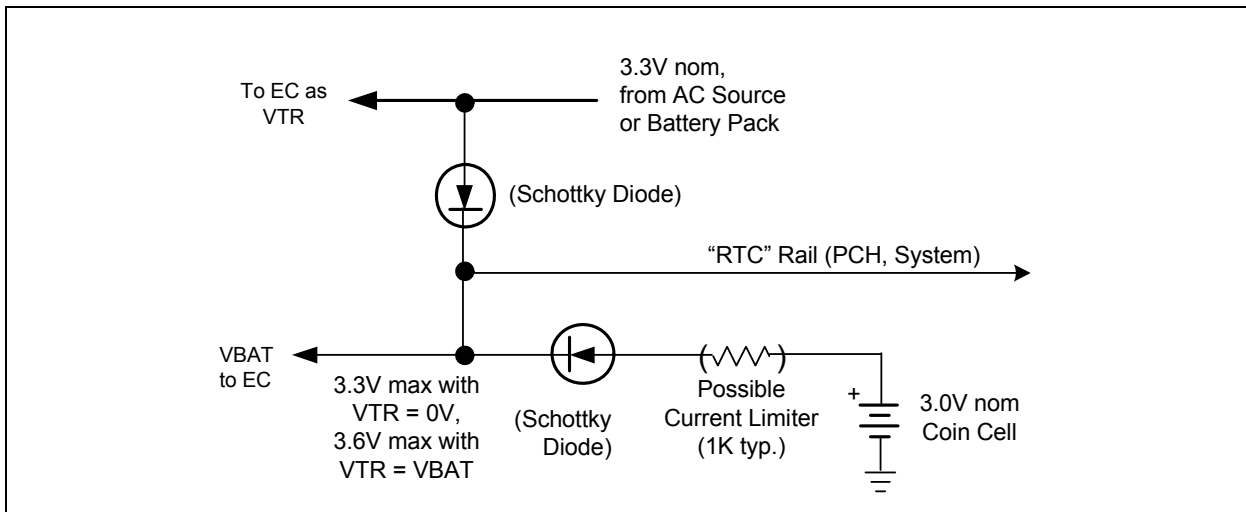 To EC as
VTR
3.3V nom,
from AC Source
or Battery Pack
(Schottky Diode)
“RTC” Rail (PCH, System)
VBAT
to EC
3.3V max with
VTR = 0V,
3.6V max with
VTR = VBAT
(Schottky
Diode)
( )
Possible
Current Limiter
(1K typ.)
+
3.0V nom
Coin Cell